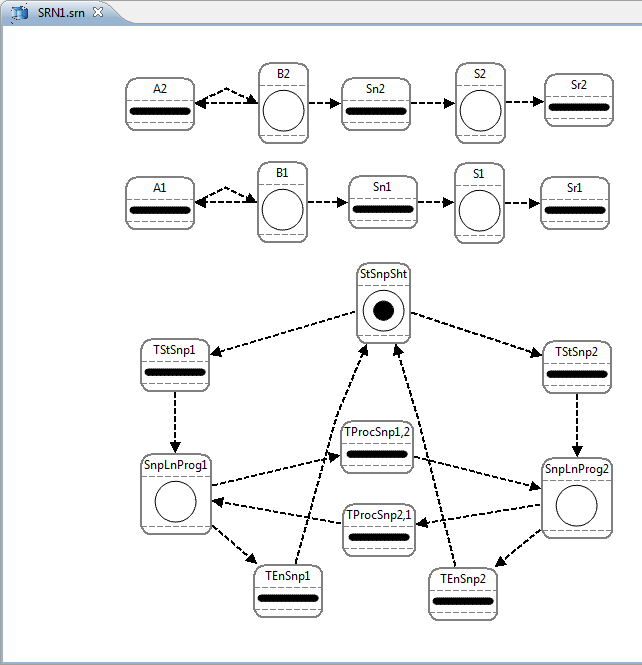 SRN1.srn
A2
B2
Sn2
S2
Sr2
A1
B1
Sn1
S1
Sr1
StSnpSht
TStSnp1
TStSnp2
TProcSnp1,2
SnpLnProg1
SnpLnProg2
TProcSnp2,1
TEnSnp1
TEnSnp2